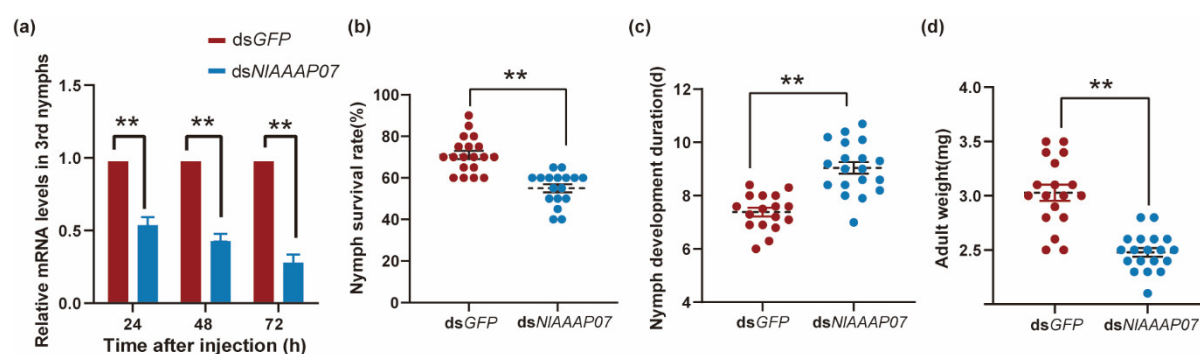 (a)
dsGFP
dsNlAAAP07
Relative mRNA levels in 3rd nymphs
1.5
1.0
0.5
0.0
**
**
**
24
48
72
Time after injection (h)
(b)
Nymph survival rate(%)
100
80
60
40
20
0
**
dsGFP
dsNlAAAP07
(c)
Nymph development duration(d)
12
10
8
6
4
**
dsGFP
dsNlAAAP07
(d)
Adult weight(mg)
4.0
3.5
3.0
2.5
**
dsGFP
dsNlAAAP07